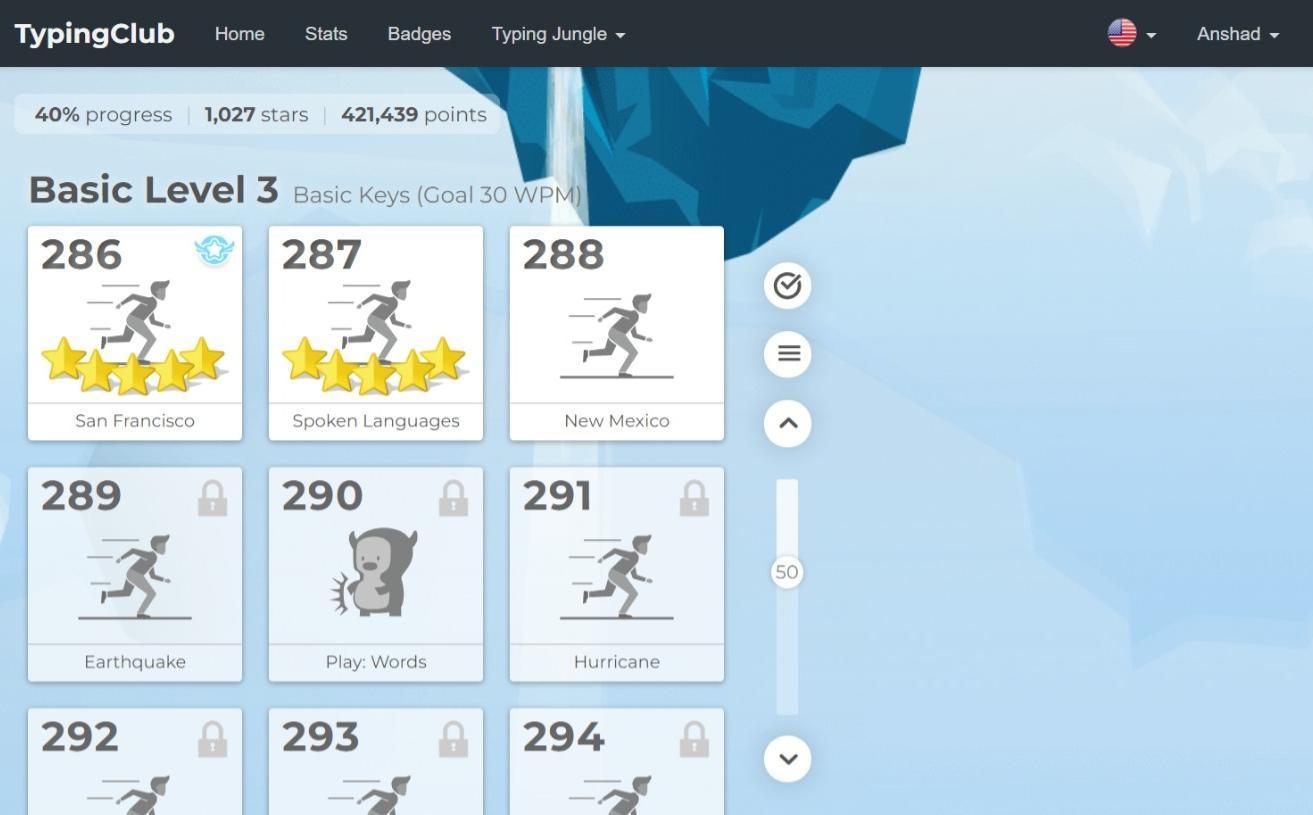 TypingClub Home Stats Badges Typing Jungle Anshad
40% progress 1,027 stars 421,439 points
Basic Level 3 Basic Keys (Goal 30 WPM)
286 287 288
San Francisco Spoken Languages New Mexico
289 290 291
50
Earthquake Play: Words Hurricane
292 293 294